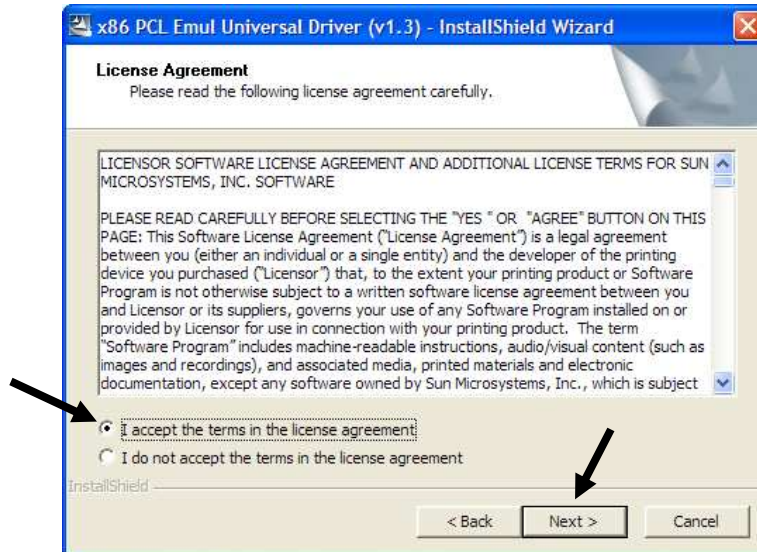 x86 PCL Emul Universal Driver (v1.3) - InstallShield Wizard
License Agreement
Please read the following license agreement carefully.
LICENSOR SOFTWARE LICENSE AGREEMENT AND ADDITIONAL LICENSE TERMS FOR SUN
MICROSYSTEMS, INC. SOFTWARE
PLEASE READ CAREFULLY BEFORE SELECTING THE "YES " OR  "AGREE" BUTTON ON THIS
PAGE: This Software License Agreement ("License Agreement") is a legal agreement
between you (either an individual or a single entity) and the developer of the printing
device you purchased ("Licensor") that, to the extent your printing product or Software
Program is not otherwise subject to a written software license agreement between you
and Licensor or its suppliers, governs your use of any Software Program installed on or
provided by Licensor for use in connection with your printing product.  The term
"Software Program" includes machine-readable instructions, audio/visual content (such as
images and recordings), and associated media, printed materials and electronic
documentation, except any software owned by Sun Microsystems, Inc., which is subject
I accept the terms in the license agreement
I do not accept the terms in the license agreement
InstallShield
< Back
Next >
Cancel